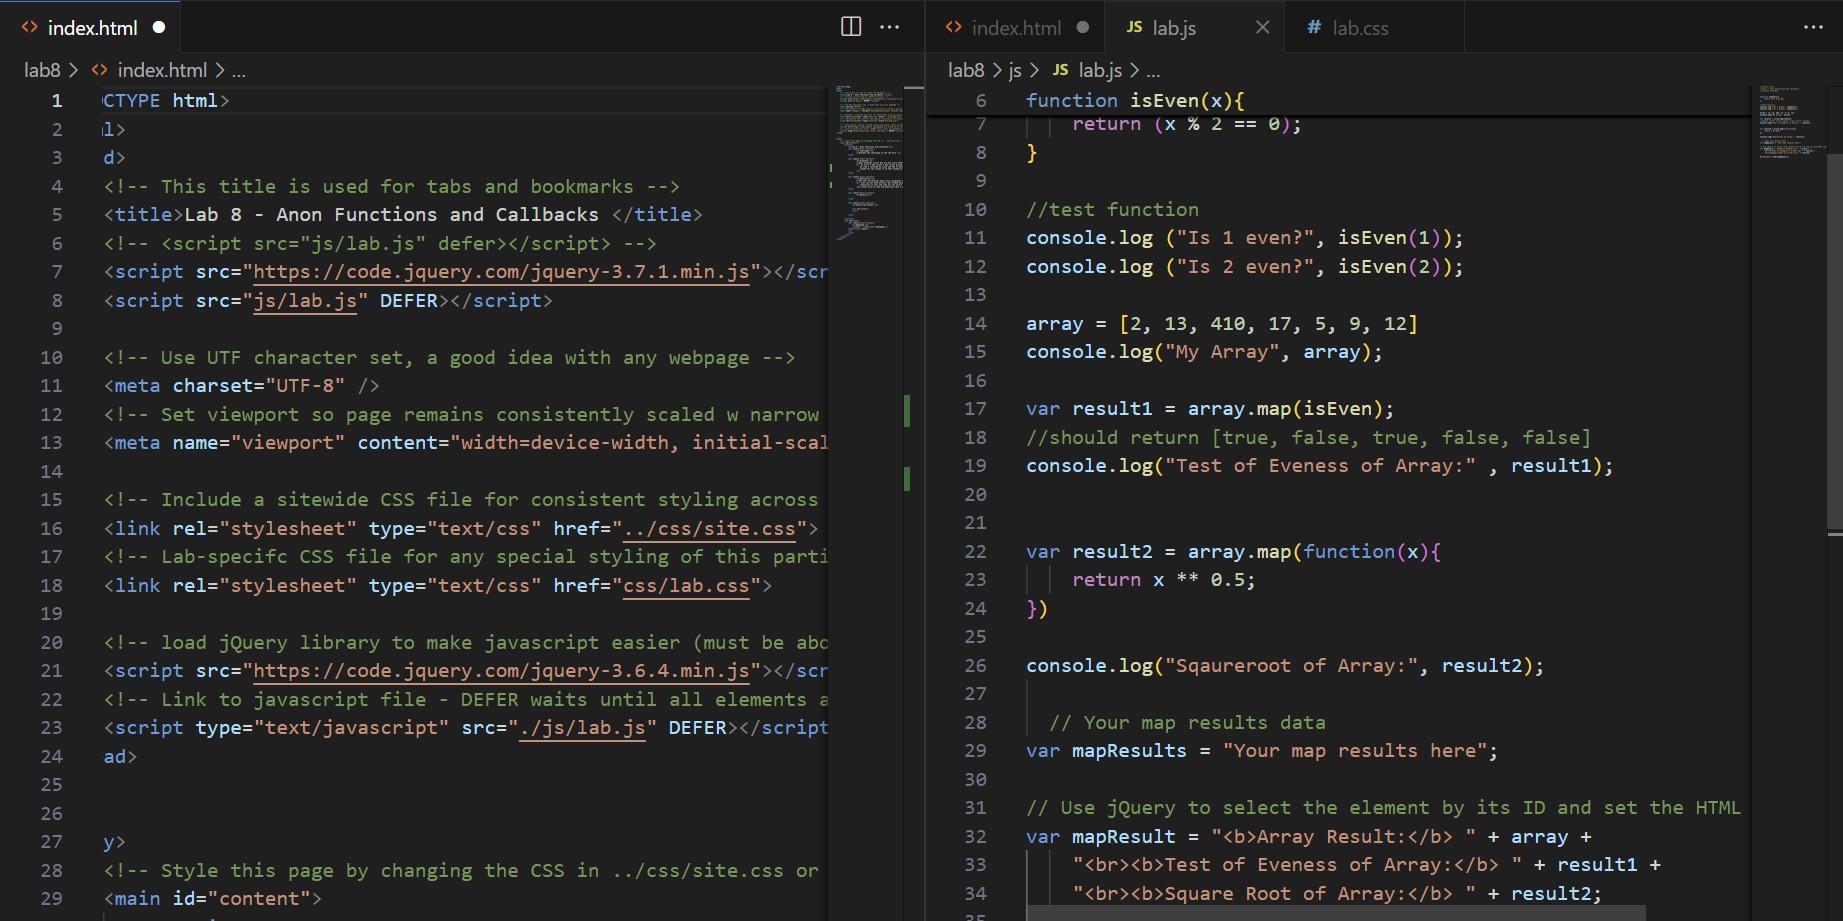 index.html
lab8 > index.html > ...
1 CTYPE html>
2 l>
3 d>
4 <!-- This title is used for tabs and bookmarks -->
5 <title>Lab 8 - Anon Functions and Callbacks </title>
6 <!-- <script src="js/lab.js" defer></script> -->
7 <script src="https://code.jquery.com/jquery-3.7.1.min.js"></scr
8 <script src="js/lab.js" DEFER></script>
9
10 <!-- Use UTF character set, a good idea with any webpage -->
11 <meta charset="UTF-8" />
12 <!-- Set viewport so page remains consistently scaled w narrow
13 <meta name="viewport" content="width=device-width, initial-scal
14
15 <!-- Include a sitewide CSS file for consistent styling across
16 <link rel="stylesheet" type="text/css" href="../css/site.css">
17 <!-- Lab-specifc CSS file for any special styling of this parti
18 <link rel="stylesheet" type="text/css" href="css/lab.css">
19
20 <!-- load jQuery library to make javascript easier (must be abo
21 <script src="https://code.jquery.com/jquery-3.6.4.min.js"></scr
22 <!-- Link to javascript file - DEFER waits until all elements a
23 <script type="text/javascript" src="./js/lab.js" DEFER></script
24 ad>
25
26
27 y>
28 <!-- Style this page by changing the CSS in ../css/site.css or
29 <main id="content">
index.html JS lab.js # lab.css
lab8 > js > JS lab.js > ...
6 function isEven(x){
7 return (x % 2 == 0);
8 }
9
10 //test function
11 console.log ("Is 1 even?", isEven(1));
12 console.log ("Is 2 even?", isEven(2));
13
14 array = [2, 13, 410, 17, 5, 9, 12]
15 console.log("My Array", array);
16
17 var result1 = array.map(isEven);
18 //should return [true, false, true, false, false]
19 console.log("Test of Eveness of Array:" , result1);
20
21
22 var result2 = array.map(function(x){
23 return x ** 0.5;
24 })
25
26 console.log("Sqaureroot of Array:", result2);
27
28 // Your map results data
29 var mapResults = "Your map results here";
30
31 // Use jQuery to select the element by its ID and set the HTML
32 var mapResult = "<b>Array Result:</b> " + array +
33 "<br><b>Test of Eveness of Array:</b> " + result1 +
34 "<br><b>Square Root of Array:</b> " + result2;